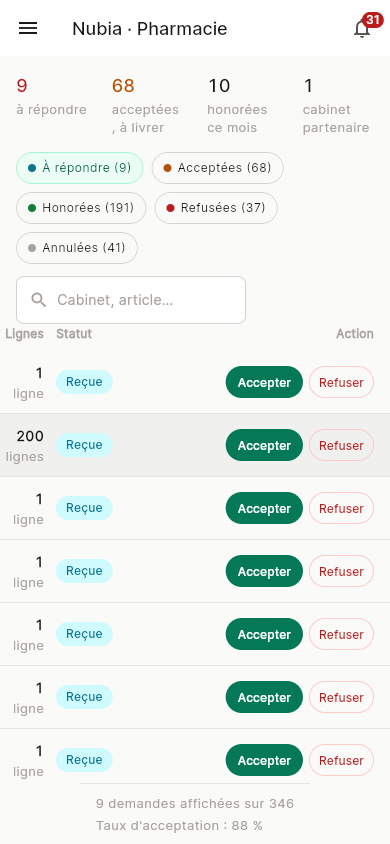 Nubia · Pharmacie
31
9
à répondre
68
acceptées
, à livrer
10
honorées
ce mois
1
cabinet
partenaire
À répondre (9)
Acceptées (68)
Honorées (191)
Refusées (37)
Annulées (41)
Cabinet, article...
Lignes Statut Action
1
ligne
Reçue Accepter Refuser
200
lignes
Reçue Accepter Refuser
1
ligne
Reçue Accepter Refuser
1
ligne
Reçue Accepter Refuser
1
ligne
Reçue Accepter Refuser
1
ligne
Reçue Accepter Refuser
1
ligne
Reçue Accepter Refuser
9 demandes affichées sur 346
Taux d'acceptation : 88 %